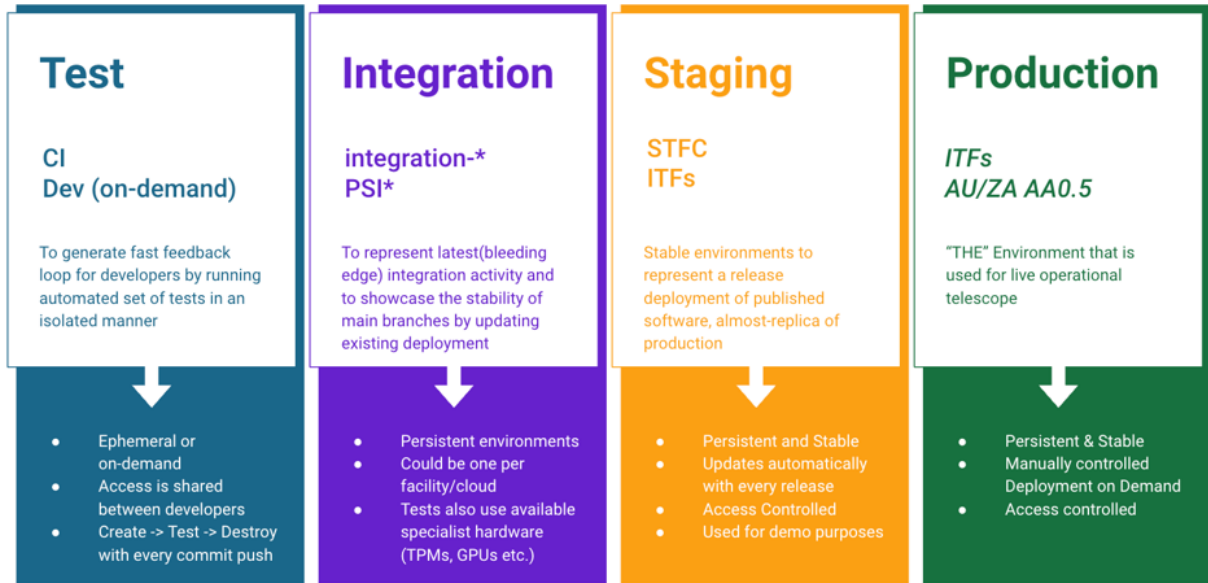 Test
CI
Dev (on-demand)
To generate fast feedback
loop for developers by running
automated set of tests in an
isolated manner
● Ephemeral or
on-demand
● Access is shared
between developers
● Create -> Test -> Destroy
with every commit push
Integration
integration-*
PSI*
To represent latest(bleeding
edge) integration activity and
to showcase the stability of
main branches by updating
existing deployment
● Persistent environments
● Could be one per
facility/cloud
● Tests also use available
specialist hardware
(TPMs, GPUs etc.)
Staging
STFC
ITFs
Stable environments to
represent a release
deployment of published
software, almost-replica of
production
● Persistent and Stable
● Updates automatically
with every release
● Access Controlled
● Used for demo purposes
Production
ITFs
AU/ZA AA0.5
“THE” Environment that is
used for live operational
telescope
● Persistent & Stable
● Manually controlled
Deployment on Demand
● Access controlled